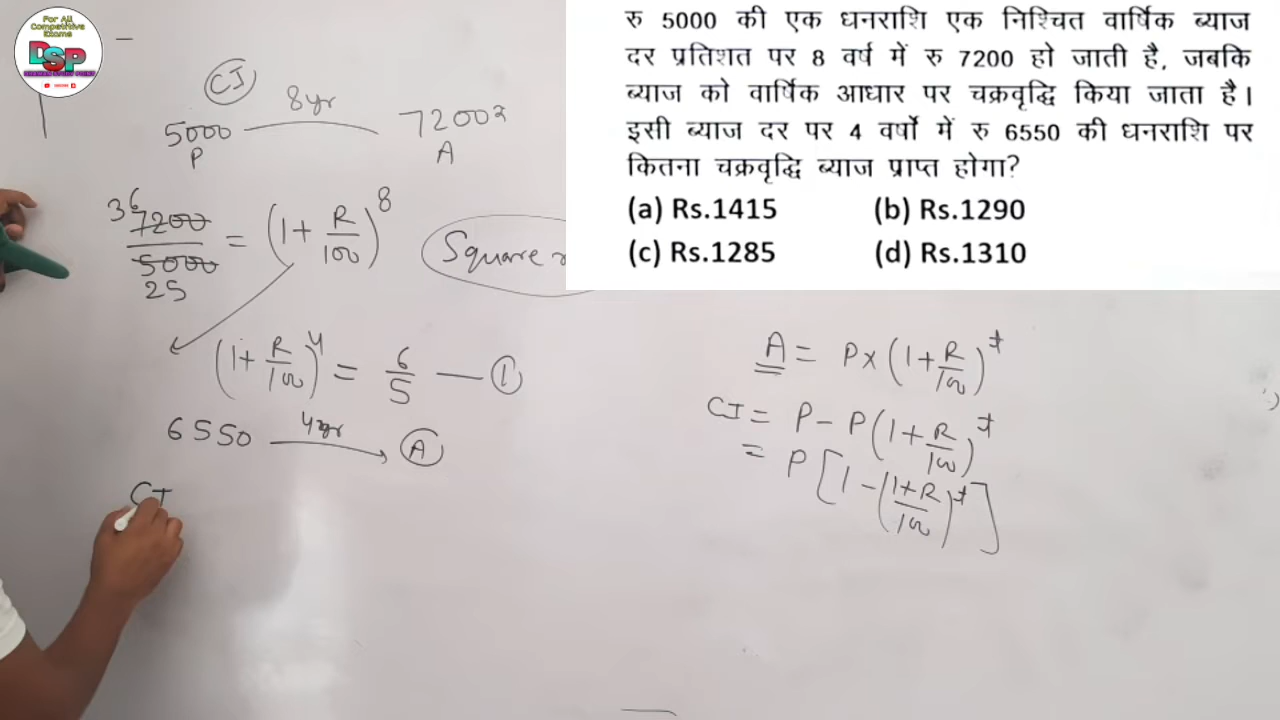 For All
Competitive
Exams
DSP
रु 5000 की एक धनराशि एक निश्चित वार्षिक ब्याज
दर प्रतिशत पर 8 वर्ष में रु 7200 हो जाती है, जबकि
ब्याज को वार्षिक आधार पर चक्रवृद्धि किया जाता है।
इसी ब्याज दर पर 4 वर्षों में रु 6550 की धनराशि पर
कितना चक्रवृद्धि ब्याज प्राप्त होगा?
(a) Rs.1415 (b) Rs.1290
(c) Rs.1285 (d) Rs.1310
CI
8yr
5000 7200
P A
36 7200 / 5000 25 = (1 + R/100)^8
Square
(1 + R/100)^4 = 6/5 — 1
6550 4yr A
CI
A = P × (1 + R/100)^t
CI = P - P (1 + R/100)^t
= P [1 - (1 + R/100)^t]